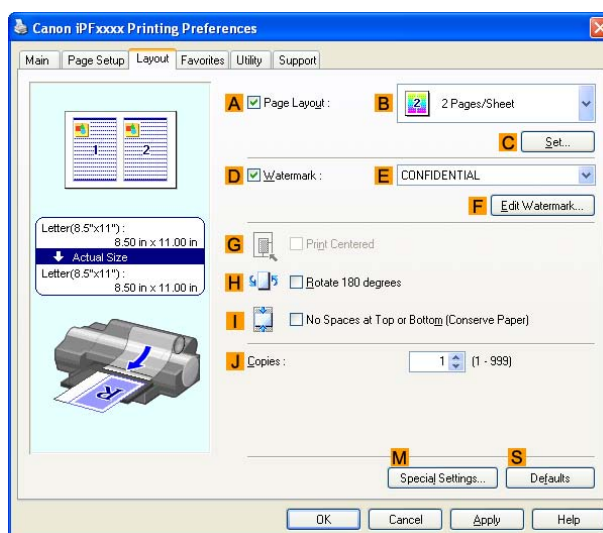 Canon iPFxxxx Printing Preferences
Main Page Setup Layout Favorites Utility Support
A Page Layout : B 2 2 Pages/Sheet
1 2
C Set...
D Watermark : E CONFIDENTIAL
F Edit Watermark...
Letter(8.5"x11") :
8.50 in x 11.00 in
Actual Size
Letter(8.5"x11") :
8.50 in x 11.00 in
G Print Centered
H Rotate 180 degrees
I No Spaces at Top or Bottom (Conserve Paper)
J Copies : 1 (1 - 999)
R
M S
Special Settings... Defaults
OK Cancel Apply Help